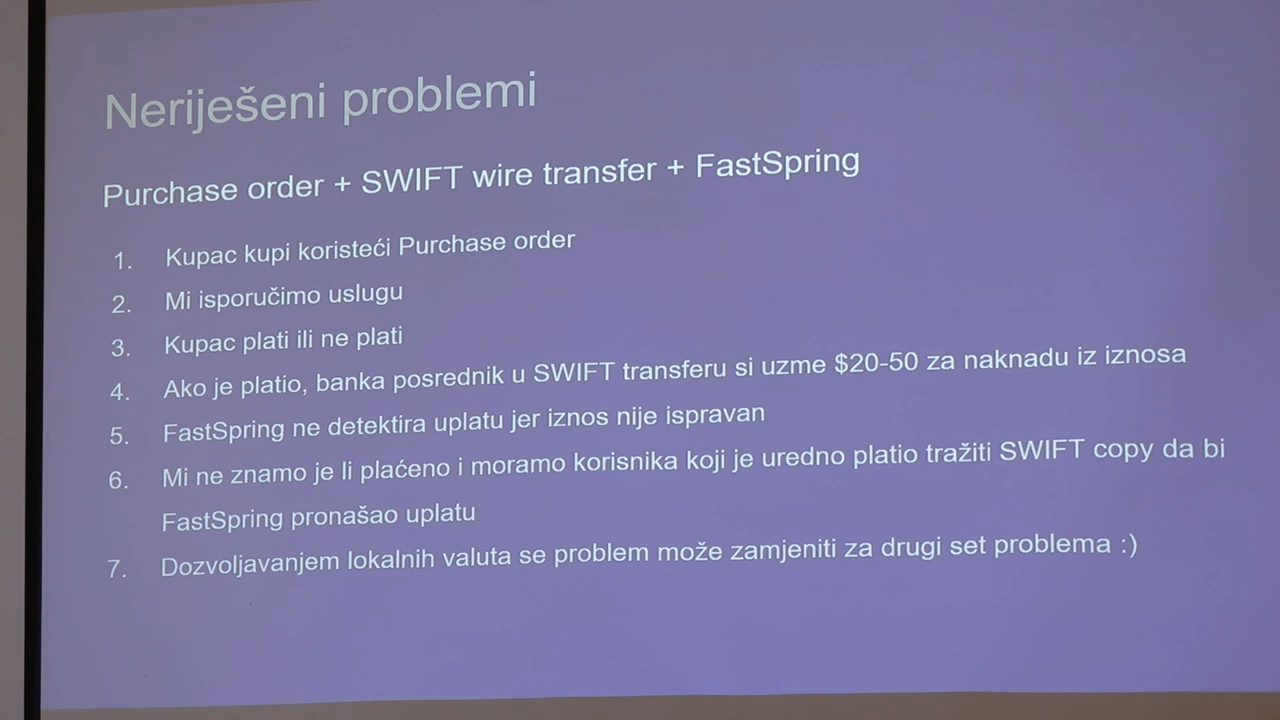 Neriješeni problemi
Purchase order + SWIFT wire transfer + FastSpring
1. Kupac kupi koristeći Purchase order
2. Mi isporučimo uslugu
3. Kupac plati ili ne plati
4. Ako je platio, banka posrednik u SWIFT transferu si uzme $20-50 za naknadu iz iznosa
5. FastSpring ne detektira uplatu jer iznos nije ispravan
6. Mi ne znamo je li plaćeno i moramo korisnika koji je uredno platio tražiti SWIFT copy da bi
FastSpring pronašao uplatu
7. Dozvoljavanjem lokalnih valuta se problem može zamjeniti za drugi set problema :)